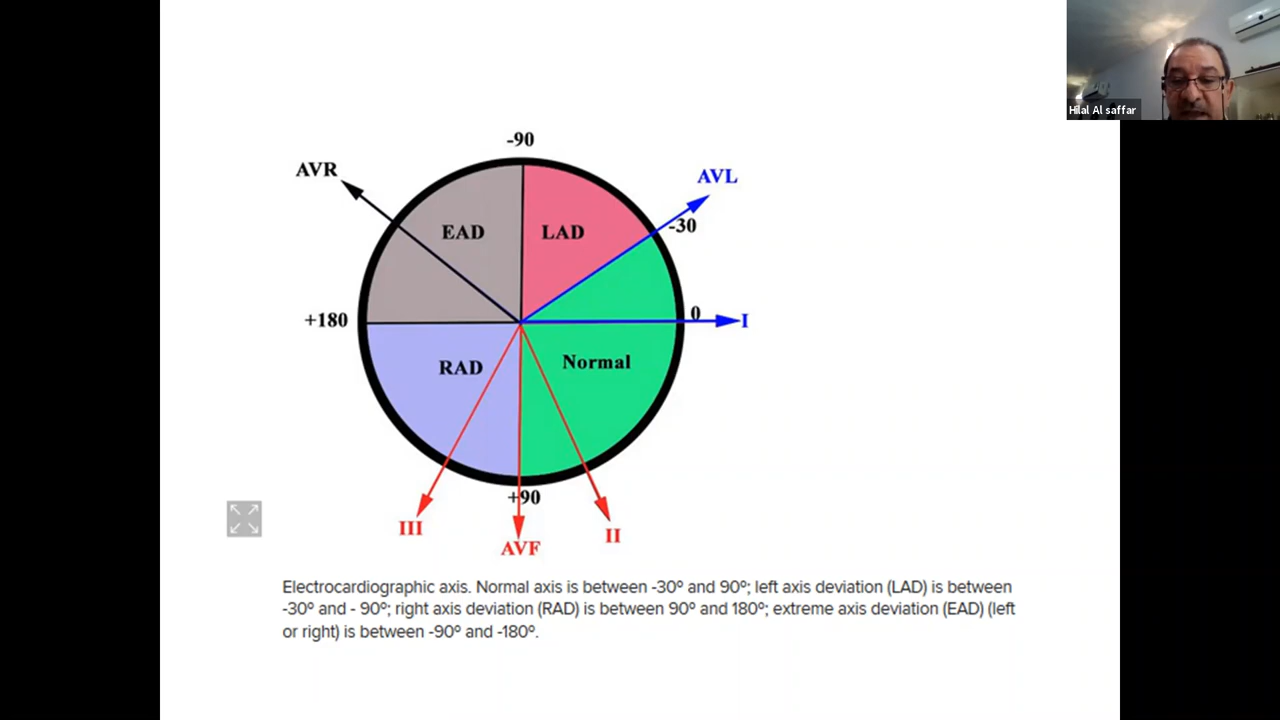 Hilal Al saffar
-90
AVR
AVL
-30
EAD
LAD
+180
0
I
RAD
Normal
+90
III
AVF
II
Electrocardiographic axis. Normal axis is between -30º and 90º; left axis deviation (LAD) is between
-30º and - 90º; right axis deviation (RAD) is between 90º and 180º; extreme axis deviation (EAD) (left
or right) is between -90º and -180º.